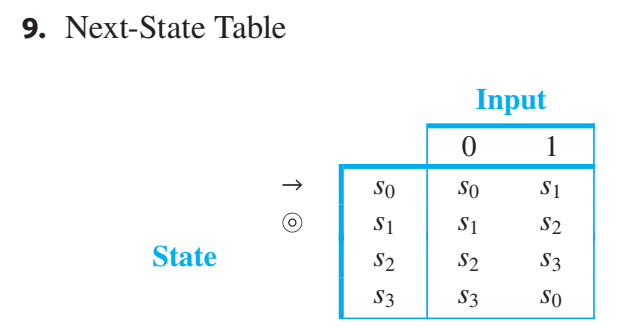 9. Next-State Table
Input
0 1
→ s0 s0 s1
◎ s1 s1 s2
State s2 s2 s3
s3 s3 s0